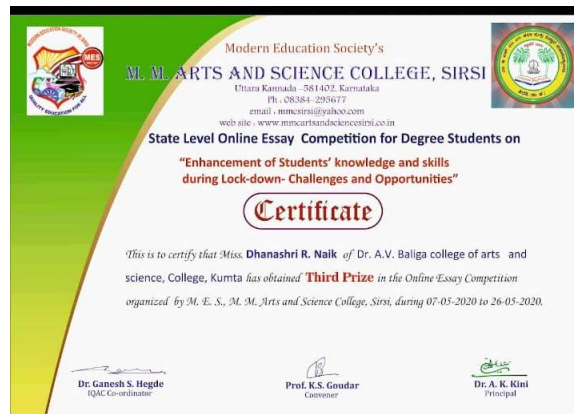 Modern Education Society's
M. M. ARTS AND SCIENCE COLLEGE, SIRSI
Uttara Kannada -581402, Karnataka
Ph : 08384-295677
email : mmcsirsi@yahoo.com
web site : www.mmcartsandsciencesirsi.co.in
State Level Online Essay Competition for Degree Students on
"Enhancement of Students' knowledge and skills
during Lock-down- Challenges and Opportunities"
Certificate
This is to certify that Miss. Dhanashri R. Naik of Dr. A.V. Baliga college of arts and
science, College, Kumta has obtained Third Prize in the Online Essay Competition
organized by M. E. S., M. M. Arts and Science College, Sirsi, during 07-05-2020 to 26-05-2020.
Dr. Ganesh S. Hegde
IQAC Co-ordinator
Prof. K.S. Goudar
Convener
Dr. A. K. Kini
Principal
MES
QUALITY EDUCATION FOR ALL